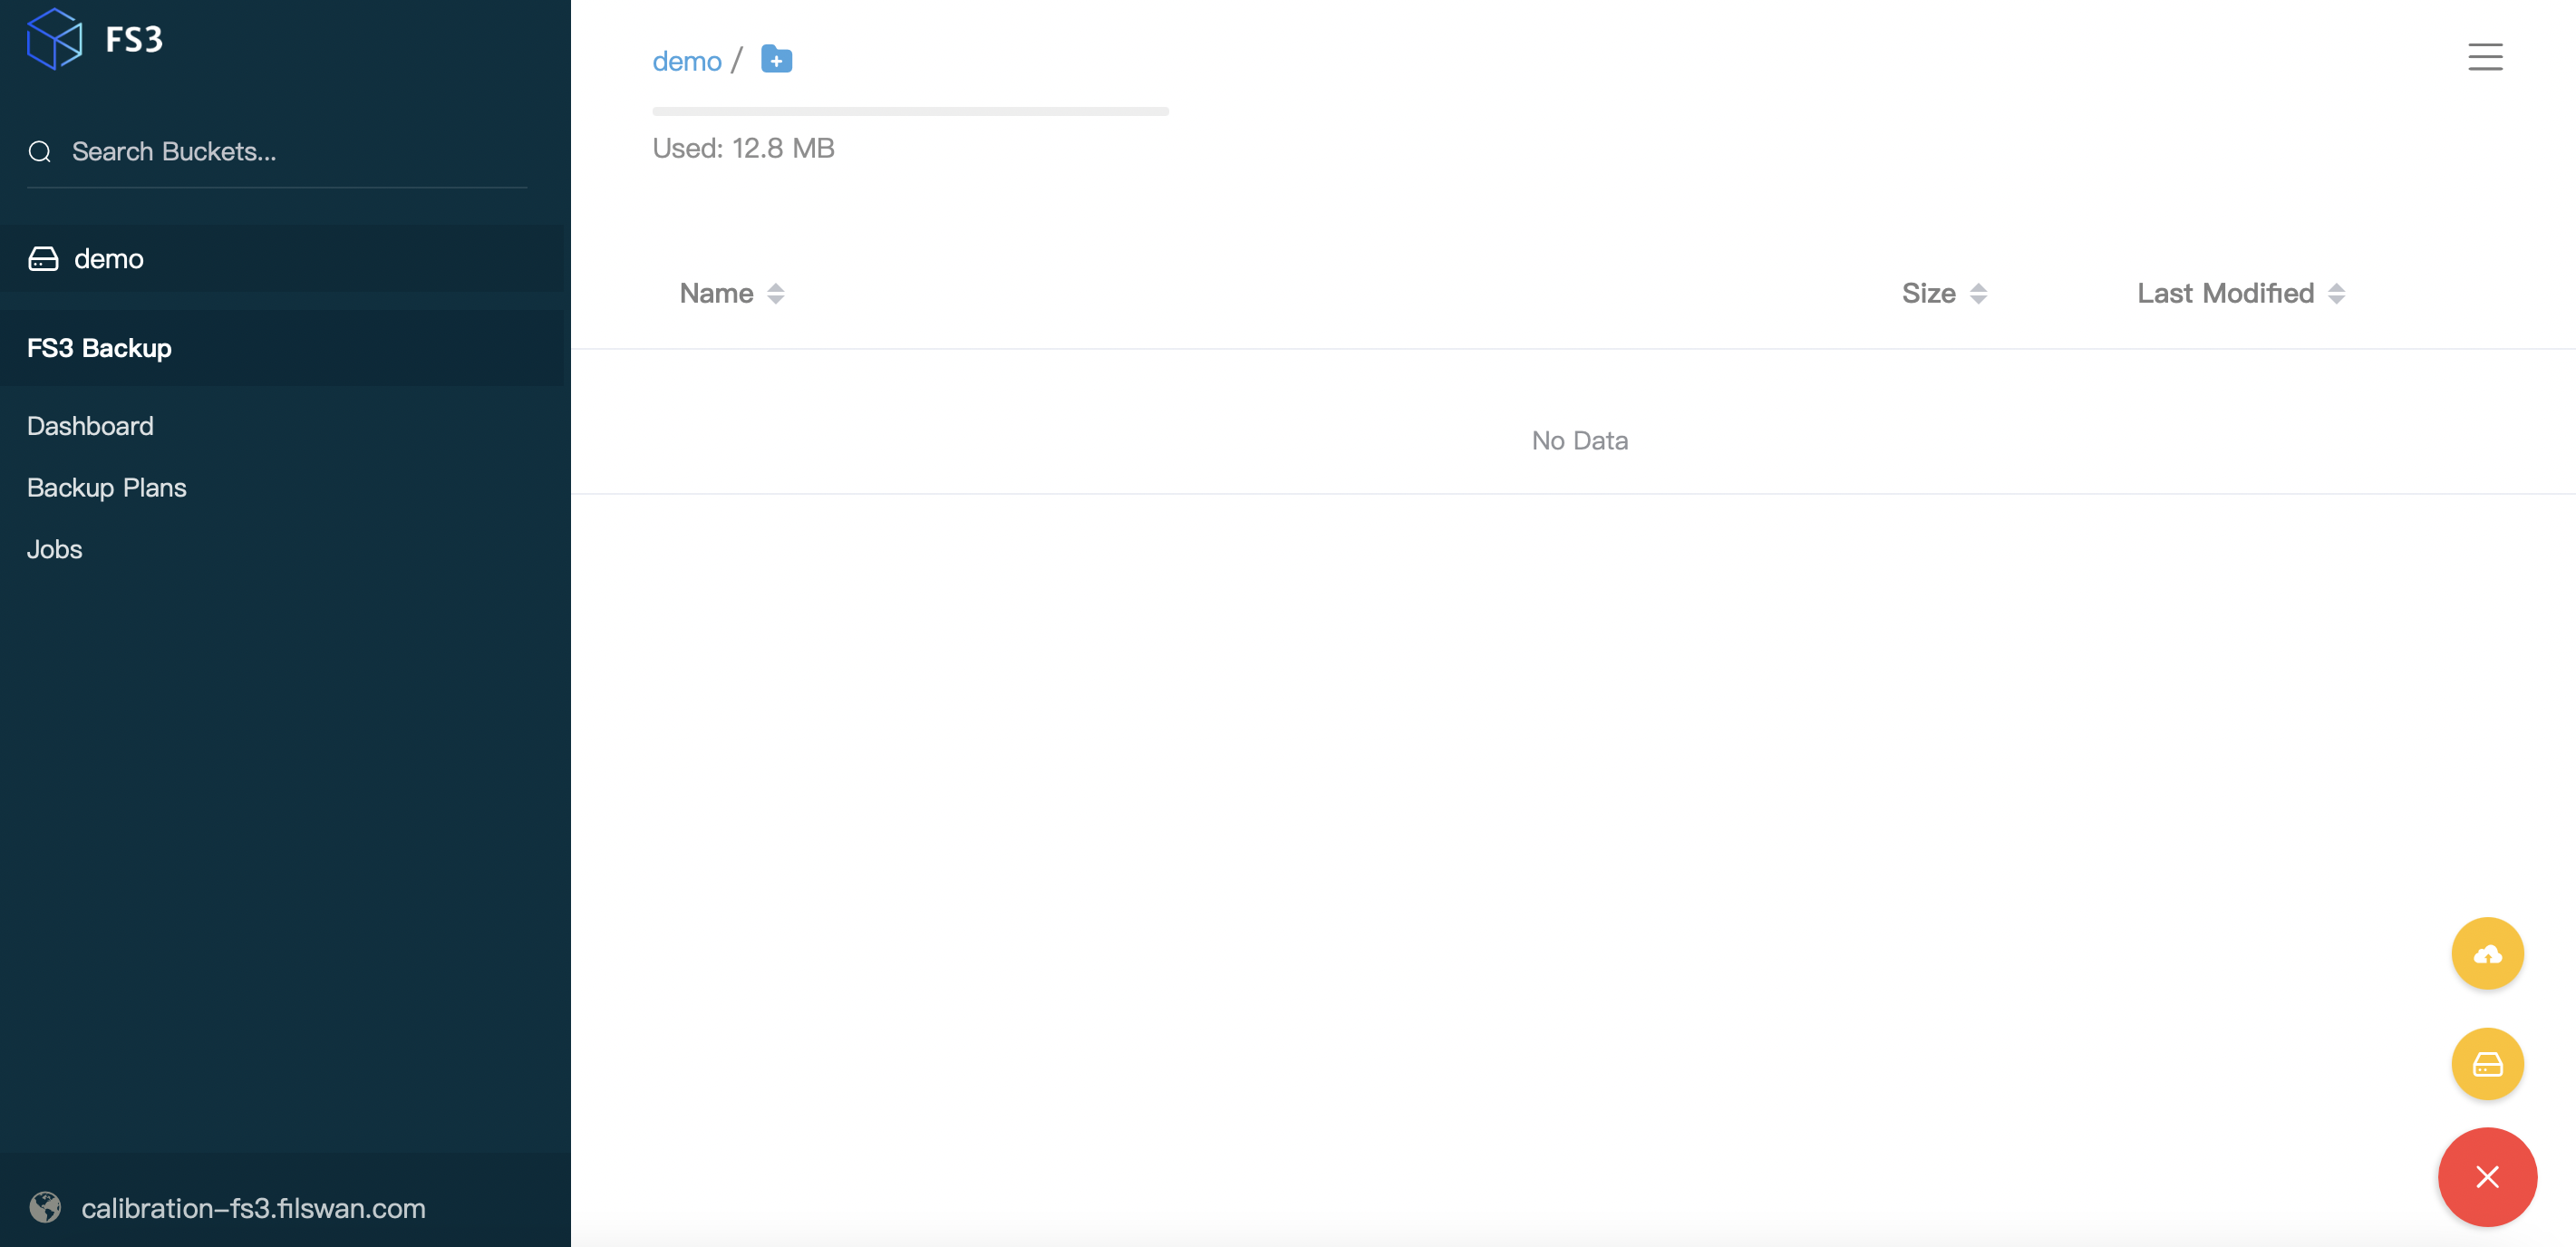 FS3
Search Buckets...
demo
FS3 Backup
Dashboard
Backup Plans
Jobs
calibration-fs3.filswan.com
demo /
Used: 12.8 MB
Name Size Last Modified
No Data